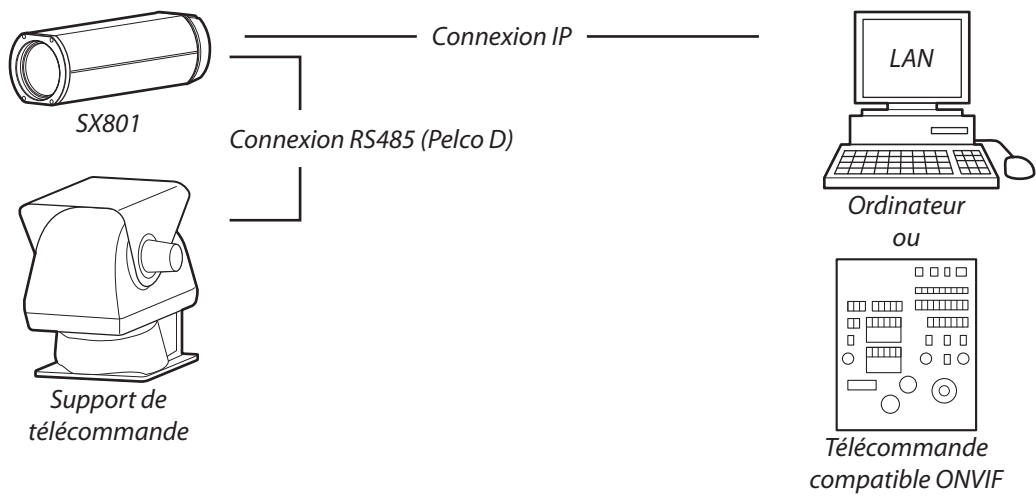 Connexion IP
LAN
SX801
Connexion RS485 (Pelco D)
Ordinateur
ou
Support de
télécommande
Télécommande
compatible ONVIF